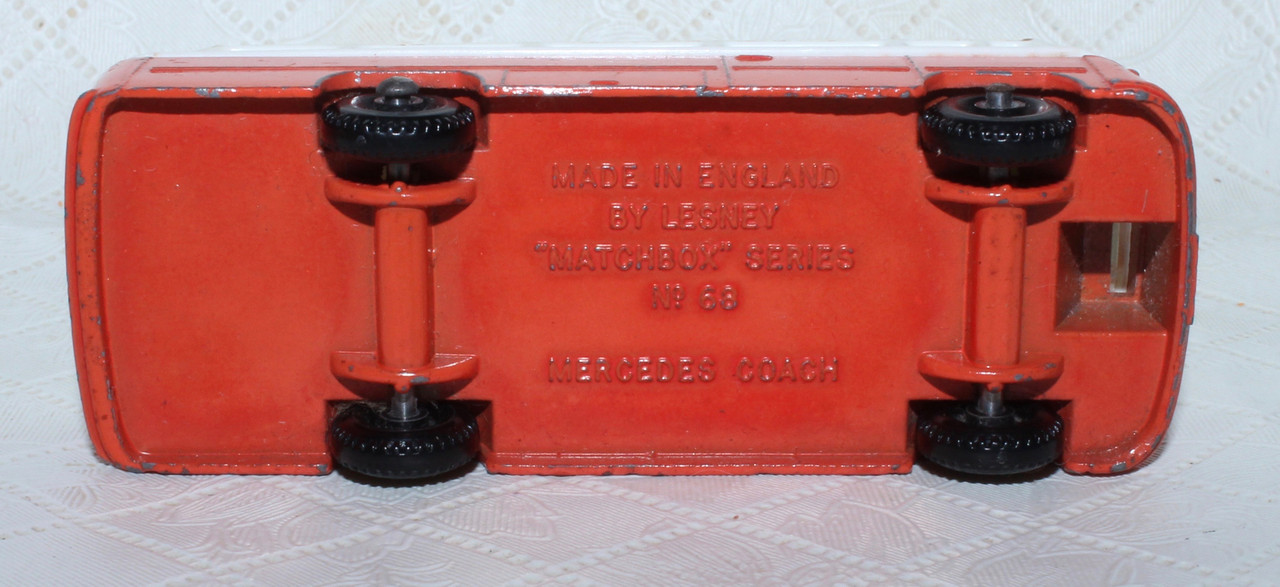 MADE IN ENGLAND
BY LESNEY
"MATCHBOX" SERIES
Nº 68
MERCEDES COACH